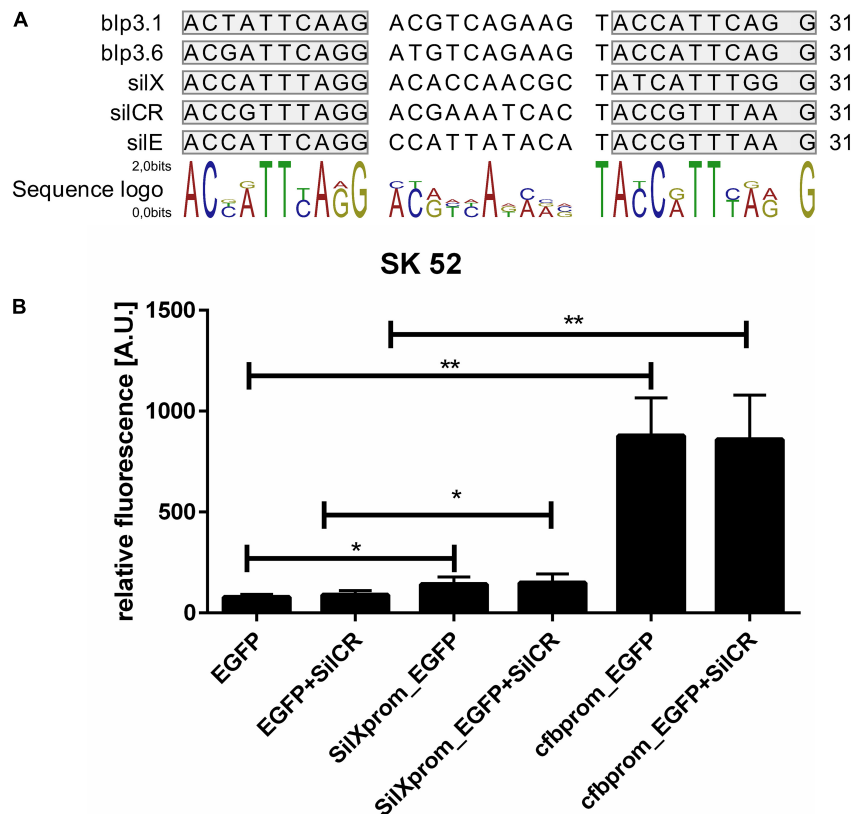 A
blp3.1 ACTATTCAAG ACGTCAGAAG TACCATTCAG G 31
blp3.6 ACGATTCAGG ATGTCAGAAG TACCATTCAG G 31
silX ACCATTTAGG ACACCAACGC TATCATTTGG G 31
silCR ACCGTTTAGG ACGAAATCAC TACCGTTTAA G 31
silE ACCATTCAGG CCATTATACA TACCGTTTAA G 31
2,0bits
Sequence logo
0,0bits
SK 52
B
relative fluorescence [A.U.]
1500
1000
500
0
**
**
*
*
EGFP
EGFP+SilCR
SilXprom_EGFP
SilXprom_EGFP+SilCR
cfbprom_EGFP
cfbprom_EGFP+SilCR